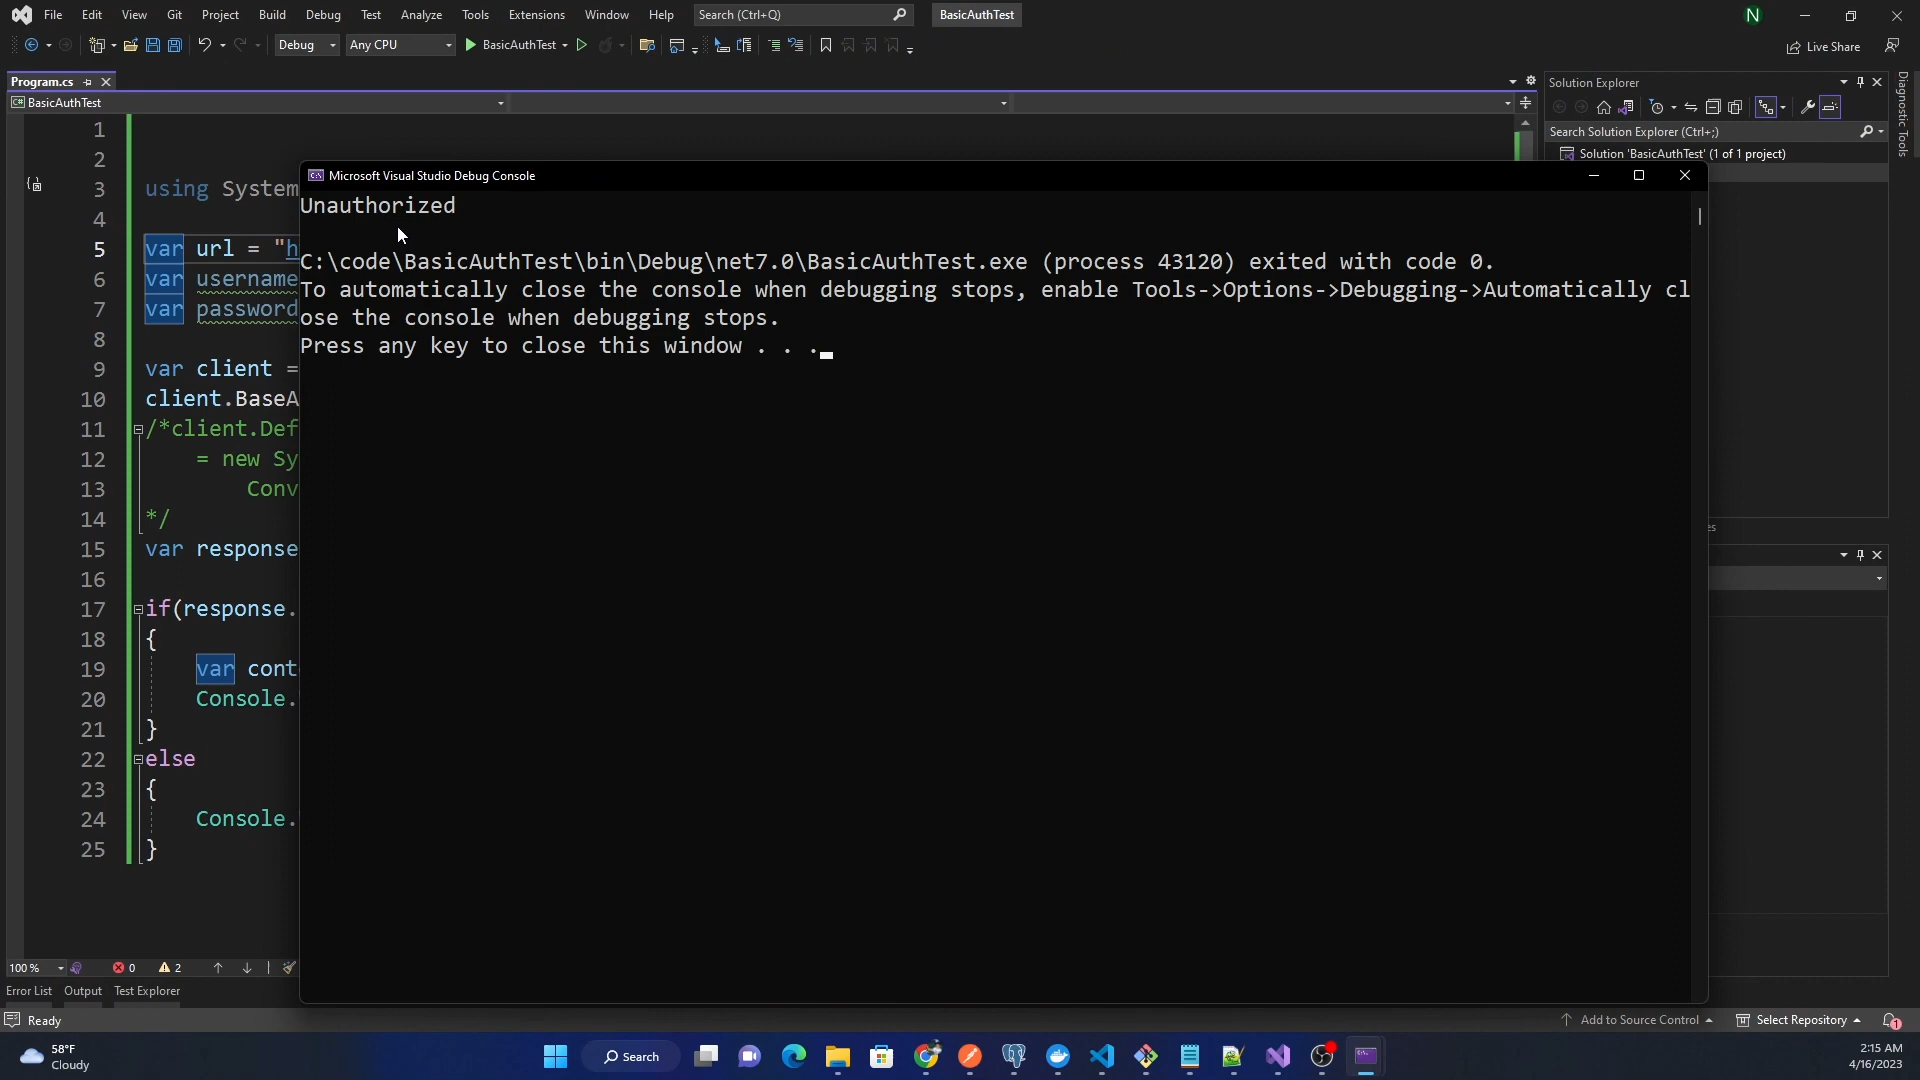 File Edit View Git Project Build Debug Test Analyze Tools Extensions Window Help Search (Ctrl+Q) BasicAuthTest N
Debug Any CPU BasicAuthTest Live Share
Program.cs
C# BasicAuthTest
Solution Explorer
Search Solution Explorer (Ctrl+;)
Solution 'BasicAuthTest' (1 of 1 project)
Diagnostic Tools
Microsoft Visual Studio Debug Console
Unauthorized
C:\code\BasicAuthTest\bin\Debug\net7.0\BasicAuthTest.exe (process 43120) exited with code 0.
To automatically close the console when debugging stops, enable Tools->Options->Debugging->Automatically cl
ose the console when debugging stops.
Press any key to close this window . . .
1
2
3 using System
4
5 var url = "h
6 var username
7 var password
8
9 var client =
10 client.BaseA
11 /*client.Def
12 = new Sy
13 Conv
14 */
15 var response
16
17 if(response.
18 {
19 var cont
20 Console.
21 }
22 else
23 {
24 Console.
25 }
es
100 % 0 2
Error List Output Test Explorer
Ready Add to Source Control Select Repository 1
58°F
Cloudy
Search
2:15 AM
4/16/2023